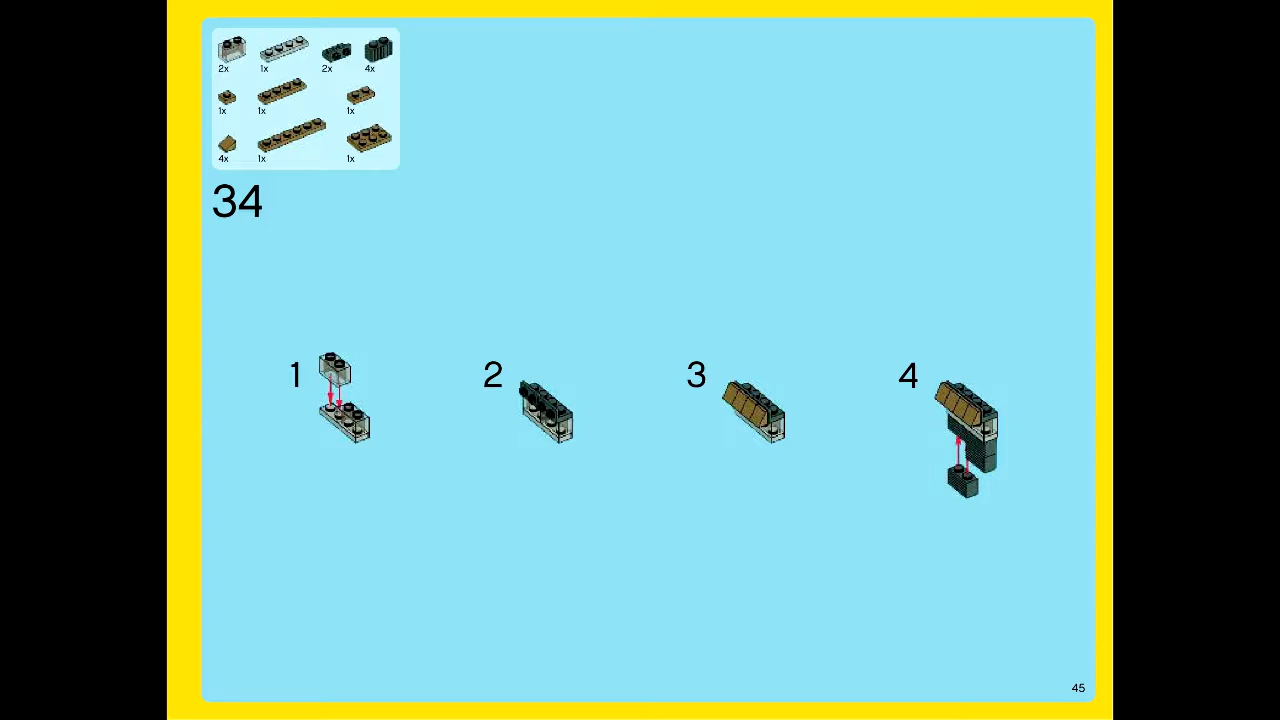 2x 1x 2x 4x
1x 1x 1x
4x 1x 1x
34
1 2 3 4
45